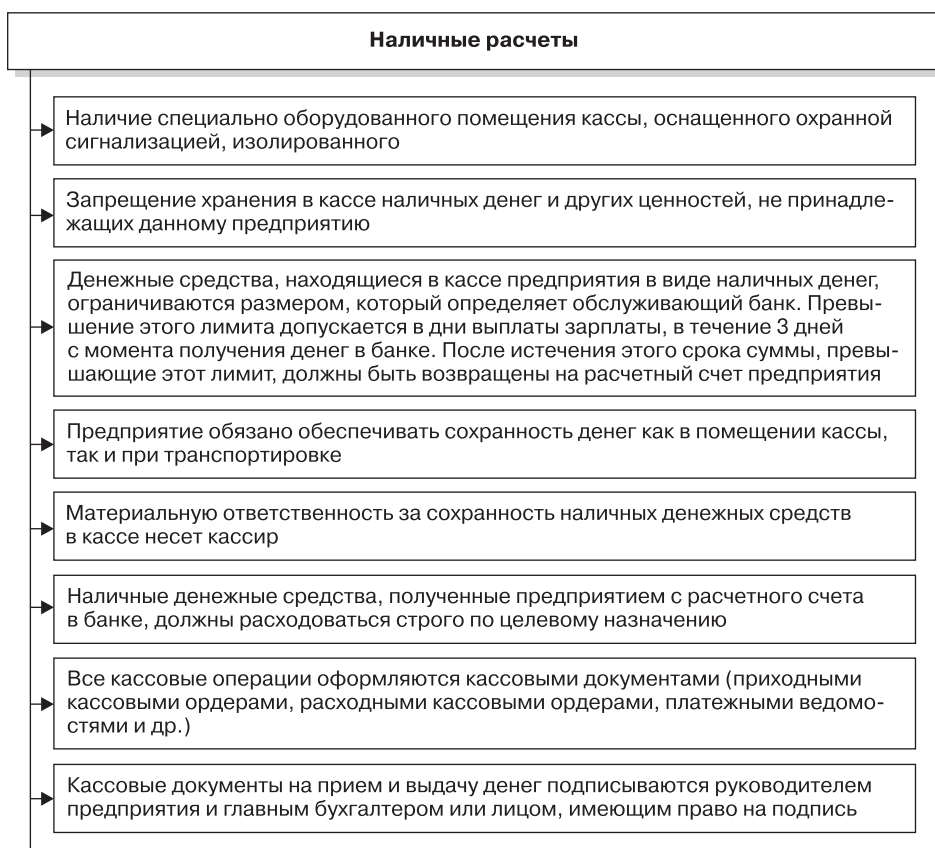 Наличные расчеты
Наличие специально оборудованного помещения кассы, оснащенного охранной
сигнализацией, изолированного
Запрещение хранения в кассе наличных денег и других ценностей, не принадле-
жащих данному предприятию
Денежные средства, находящиеся в кассе предприятия в виде наличных денег,
ограничиваются размером, который определяет обслуживающий банк. Превы-
шение этого лимита допускается в дни выплаты зарплаты, в течение 3 дней
с момента получения денег в банке. После истечения этого срока суммы, превы-
шающие этот лимит, должны быть возвращены на расчетный счет предприятия
Предприятие обязано обеспечивать сохранность денег как в помещении кассы,
так и при транспортировке
Материальную ответственность за сохранность наличных денежных средств
в кассе несет кассир
Наличные денежные средства, полученные предприятием с расчетного счета
в банке, должны расходоваться строго по целевому назначению
Все кассовые операции оформляются кассовыми документами (приходными
кассовыми ордерами, расходными кассовыми ордерами, платежными ведомо-
стями и др.)
Кассовые документы на прием и выдачу денег подписываются руководителем
предприятия и главным бухгалтером или лицом, имеющим право на подпись